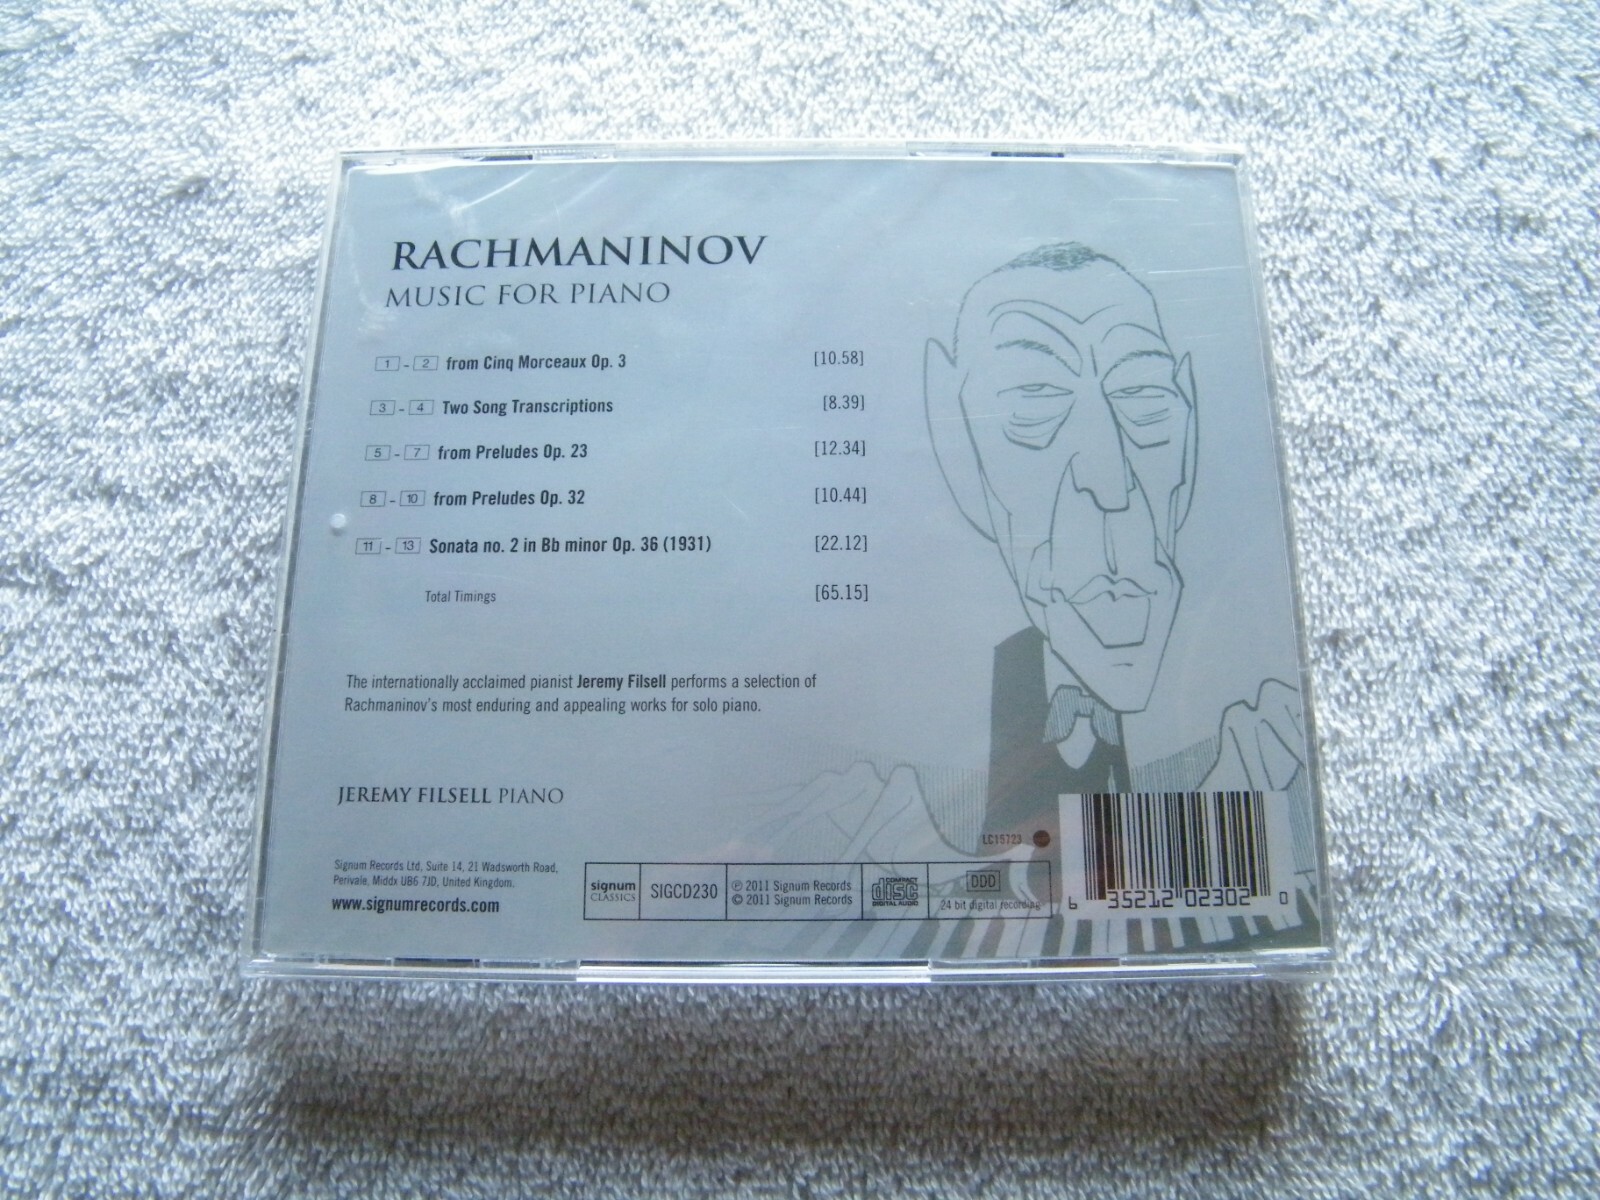 RACHMANINOV
MUSIC FOR PIANO
1 - 2 from Cinq Morceaux Op. 3 [10.58]
3 - 4 Two Song Transcriptions [8.39]
5 - 7 from Preludes Op. 23 [12.34]
8 - 10 from Preludes Op. 32 [10.44]
11 - 13 Sonata no. 2 in Bb minor Op. 36 (1931) [22.12]
Total Timings [65.15]
The internationally acclaimed pianist Jeremy Filsell performs a selection of
Rachmaninov's most enduring and appealing works for solo piano.
JEREMY FILSELL PIANO
LC15723
Signum Records Ltd, Suite 14, 21 Wadsworth Road,
Perivale, Middx UB6 7JD, United Kingdom.
www.signumrecords.com
signum
CLASSICS
SIGCD230
℗ 2011 Signum Records
© 2011 Signum Records
COMPACT
disc
DIGITAL AUDIO
DDD
24 bit digital recording
6 35212 02302 0